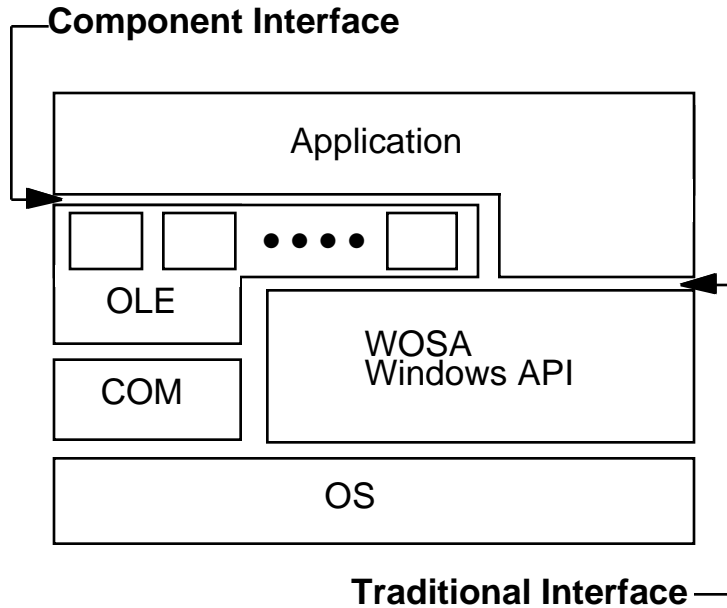 Component Interface
Application
OLE
WOSA
Windows API
COM
OS
Traditional Interface